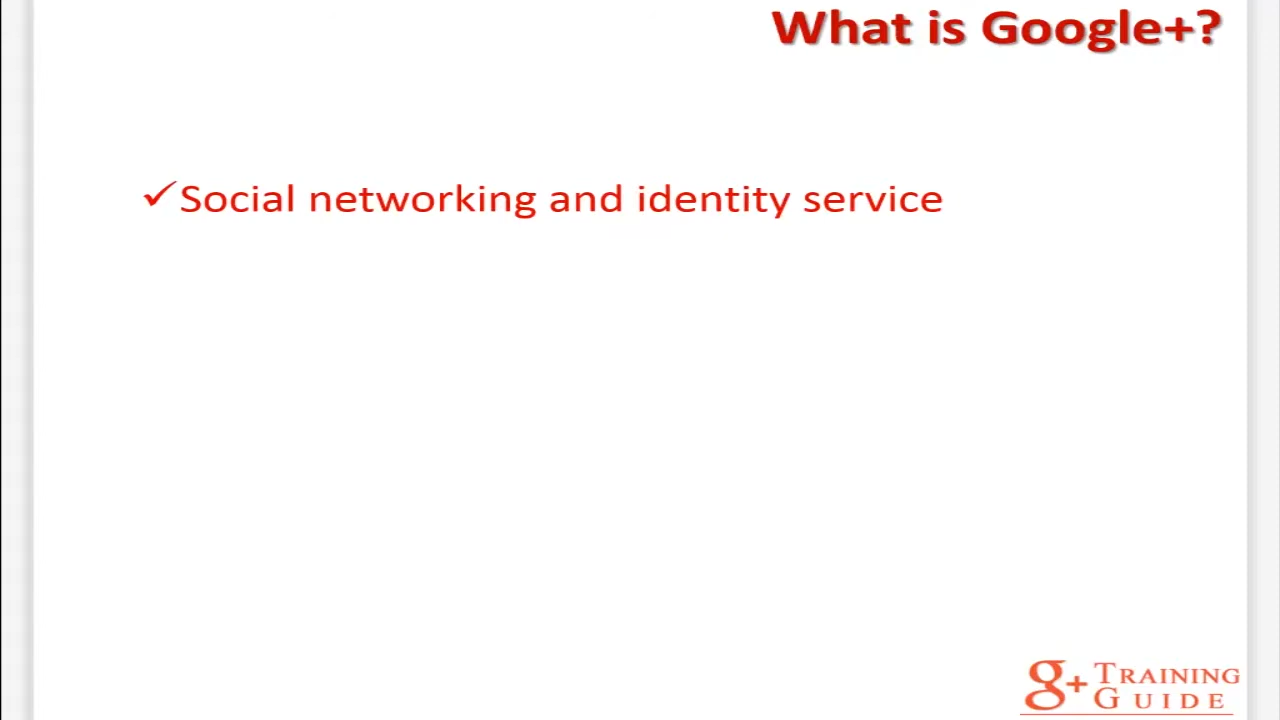 What is Google+?
✓Social networking and identity service
g+ TRAINING
GUIDE